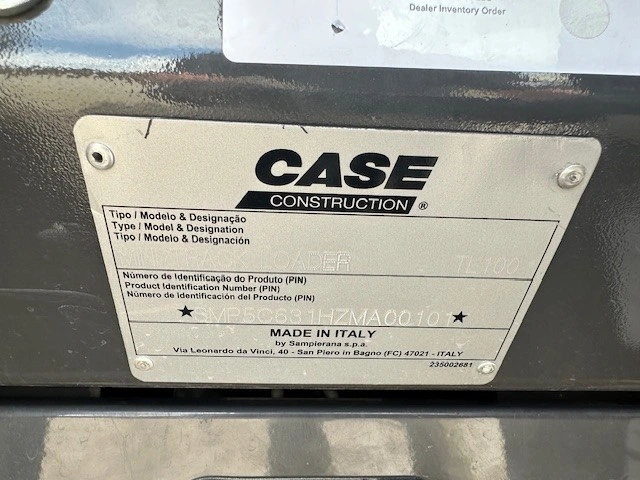 Dealer Inventory Order
CASE
CONSTRUCTION ®
Tipo / Modelo & Designação
Type / Model & Designation
Tipo / Modelo & Designación
LOADER TL100
Número de Identificação do Produto (PIN)
Product Identification Number (PIN)
Número de Identificación del Producto (PIN)
MADE IN ITALY
by Sampierana s.p.a.
Via Leonardo da Vinci, 40 - San Piero in Bagno (FC) 47021 - ITALY
235002681